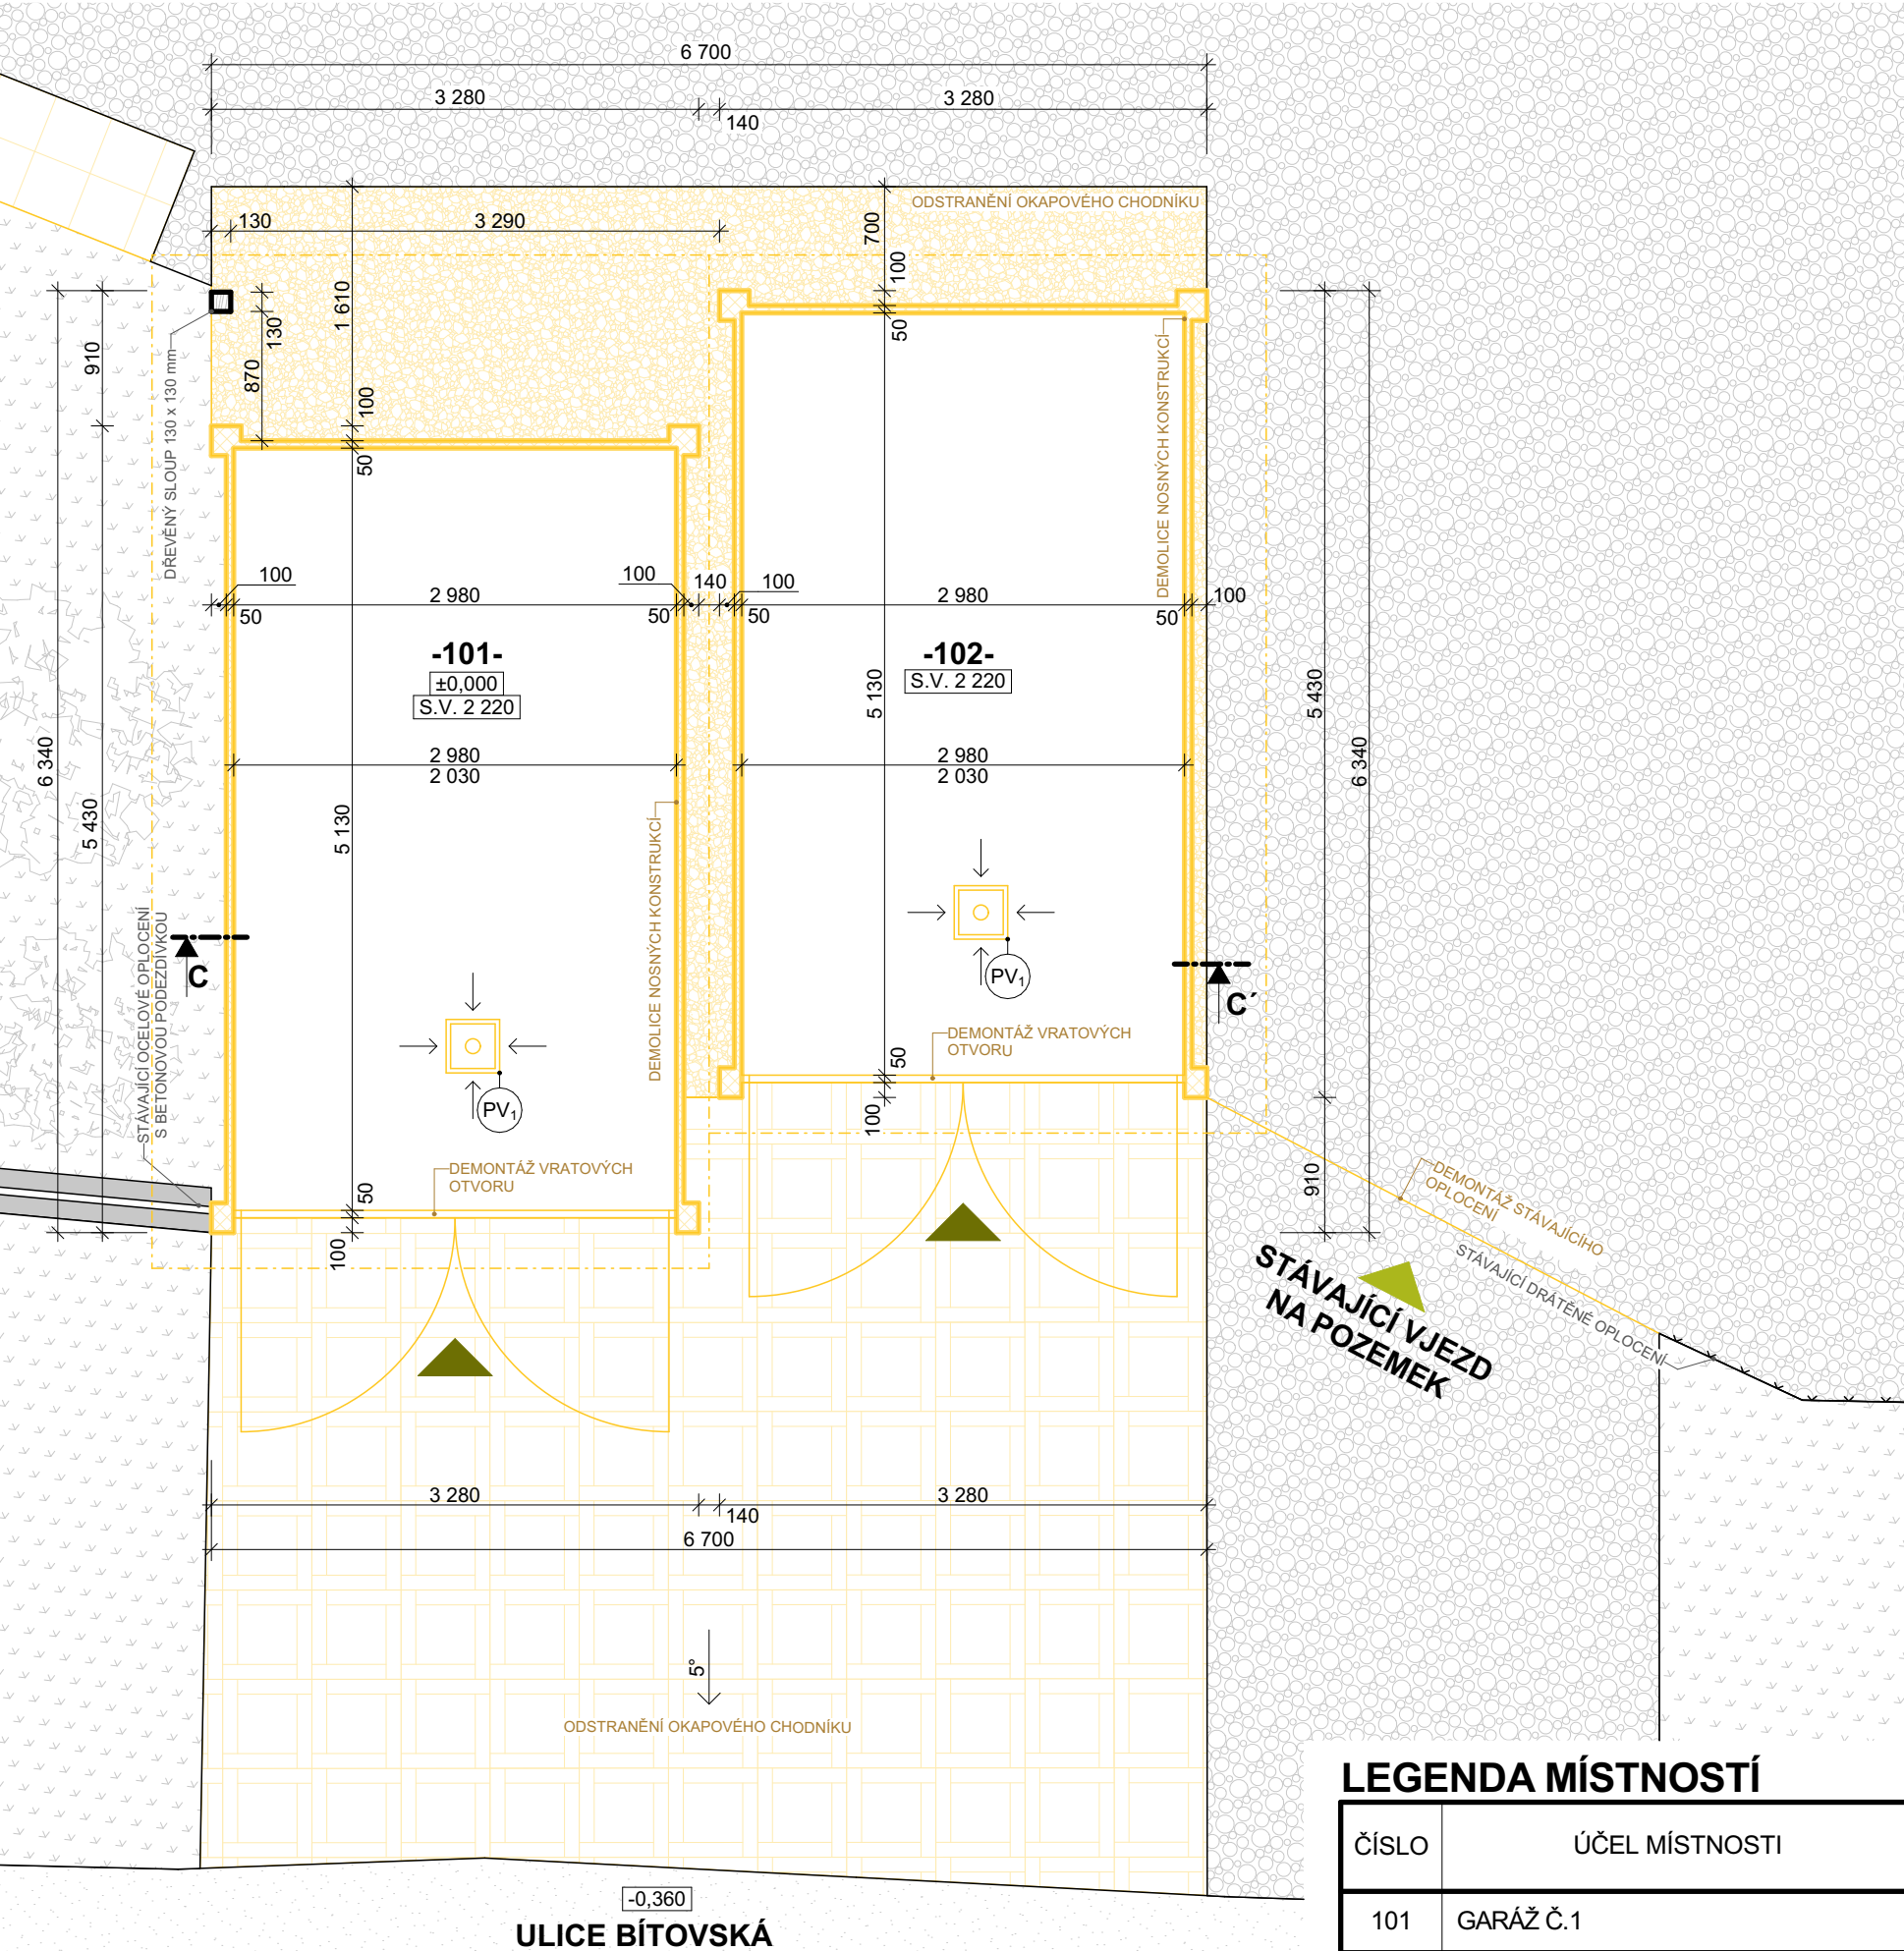 6 700
3 280
3 280
140
ODSTRANĚNÍ OKAPOVÉHO CHODNÍKU
130
3 290
700
100
50
1 610
130
870
100
50
910
DŘEVĚNÝ SLOUP 130 x 130 mm
DEMOLICE NOSNÝCH KONSTRUKCÍ
100
2 980
100
140
100
2 980
100
50
50
50
50
-101-
±0,000
S.V. 2 220
-102-
S.V. 2 220
5 130
5 430
6 340
2 980
2 030
2 980
2 030
6 340
5 430
5 130
DEMOLICE NOSNÝCH KONSTRUKCÍ
STÁVAJÍCÍ OCELOVÉ OPLOCENÍ
S BETONOVOU PODEZDÍVKOU
C
PV1
C´
PV1
DEMONTÁŽ VRATOVÝCH
OTVORU
50
100
DEMONTÁŽ VRATOVÝCH
OTVORU
50
100
910
DEMONTÁŽ STÁVAJÍCÍHO
OPLOCENÍ
STÁVAJÍCÍ DRÁTĚNÉ OPLOCENÍ
STÁVAJÍCÍ VJEZD
NA POZEMEK
3 280
3 280
140
6 700
5°
ODSTRANĚNÍ OKAPOVÉHO CHODNÍKU
LEGENDA MÍSTNOSTÍ
ČÍSLO
ÚČEL MÍSTNOSTI
101
GARÁŽ Č.1
-0,360
ULICE BÍTOVSKÁ